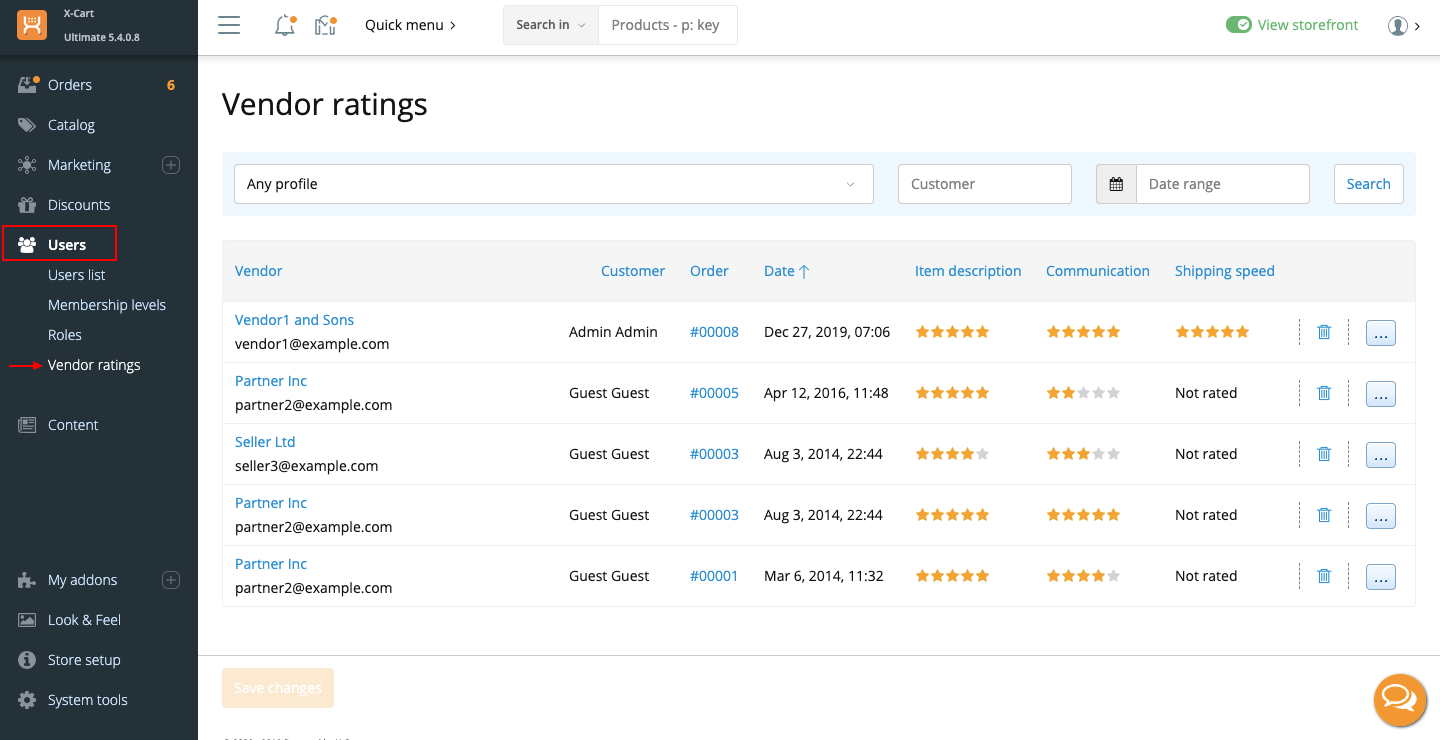 X-Cart
Ultimate 5.4.0.8
Quick menu
Search in
Products - p: key
View storefront
Orders 6
Catalog
Marketing
Discounts
Users
Users list
Membership levels
Roles
Vendor ratings
Content
My addons
Look & Feel
Store setup
System tools
Vendor ratings
Any profile
Customer
Date range
Search
Vendor Customer Order Date Item description Communication Shipping speed
Vendor1 and Sons
vendor1@example.com
Admin Admin #00008 Dec 27, 2019, 07:06
...
Partner Inc
partner2@example.com
Guest Guest #00005 Apr 12, 2016, 11:48 Not rated
...
Seller Ltd
seller3@example.com
Guest Guest #00003 Aug 3, 2014, 22:44 Not rated
...
Partner Inc
partner2@example.com
Guest Guest #00003 Aug 3, 2014, 22:44 Not rated
...
Partner Inc
partner2@example.com
Guest Guest #00001 Mar 6, 2014, 11:32 Not rated
...
Save changes